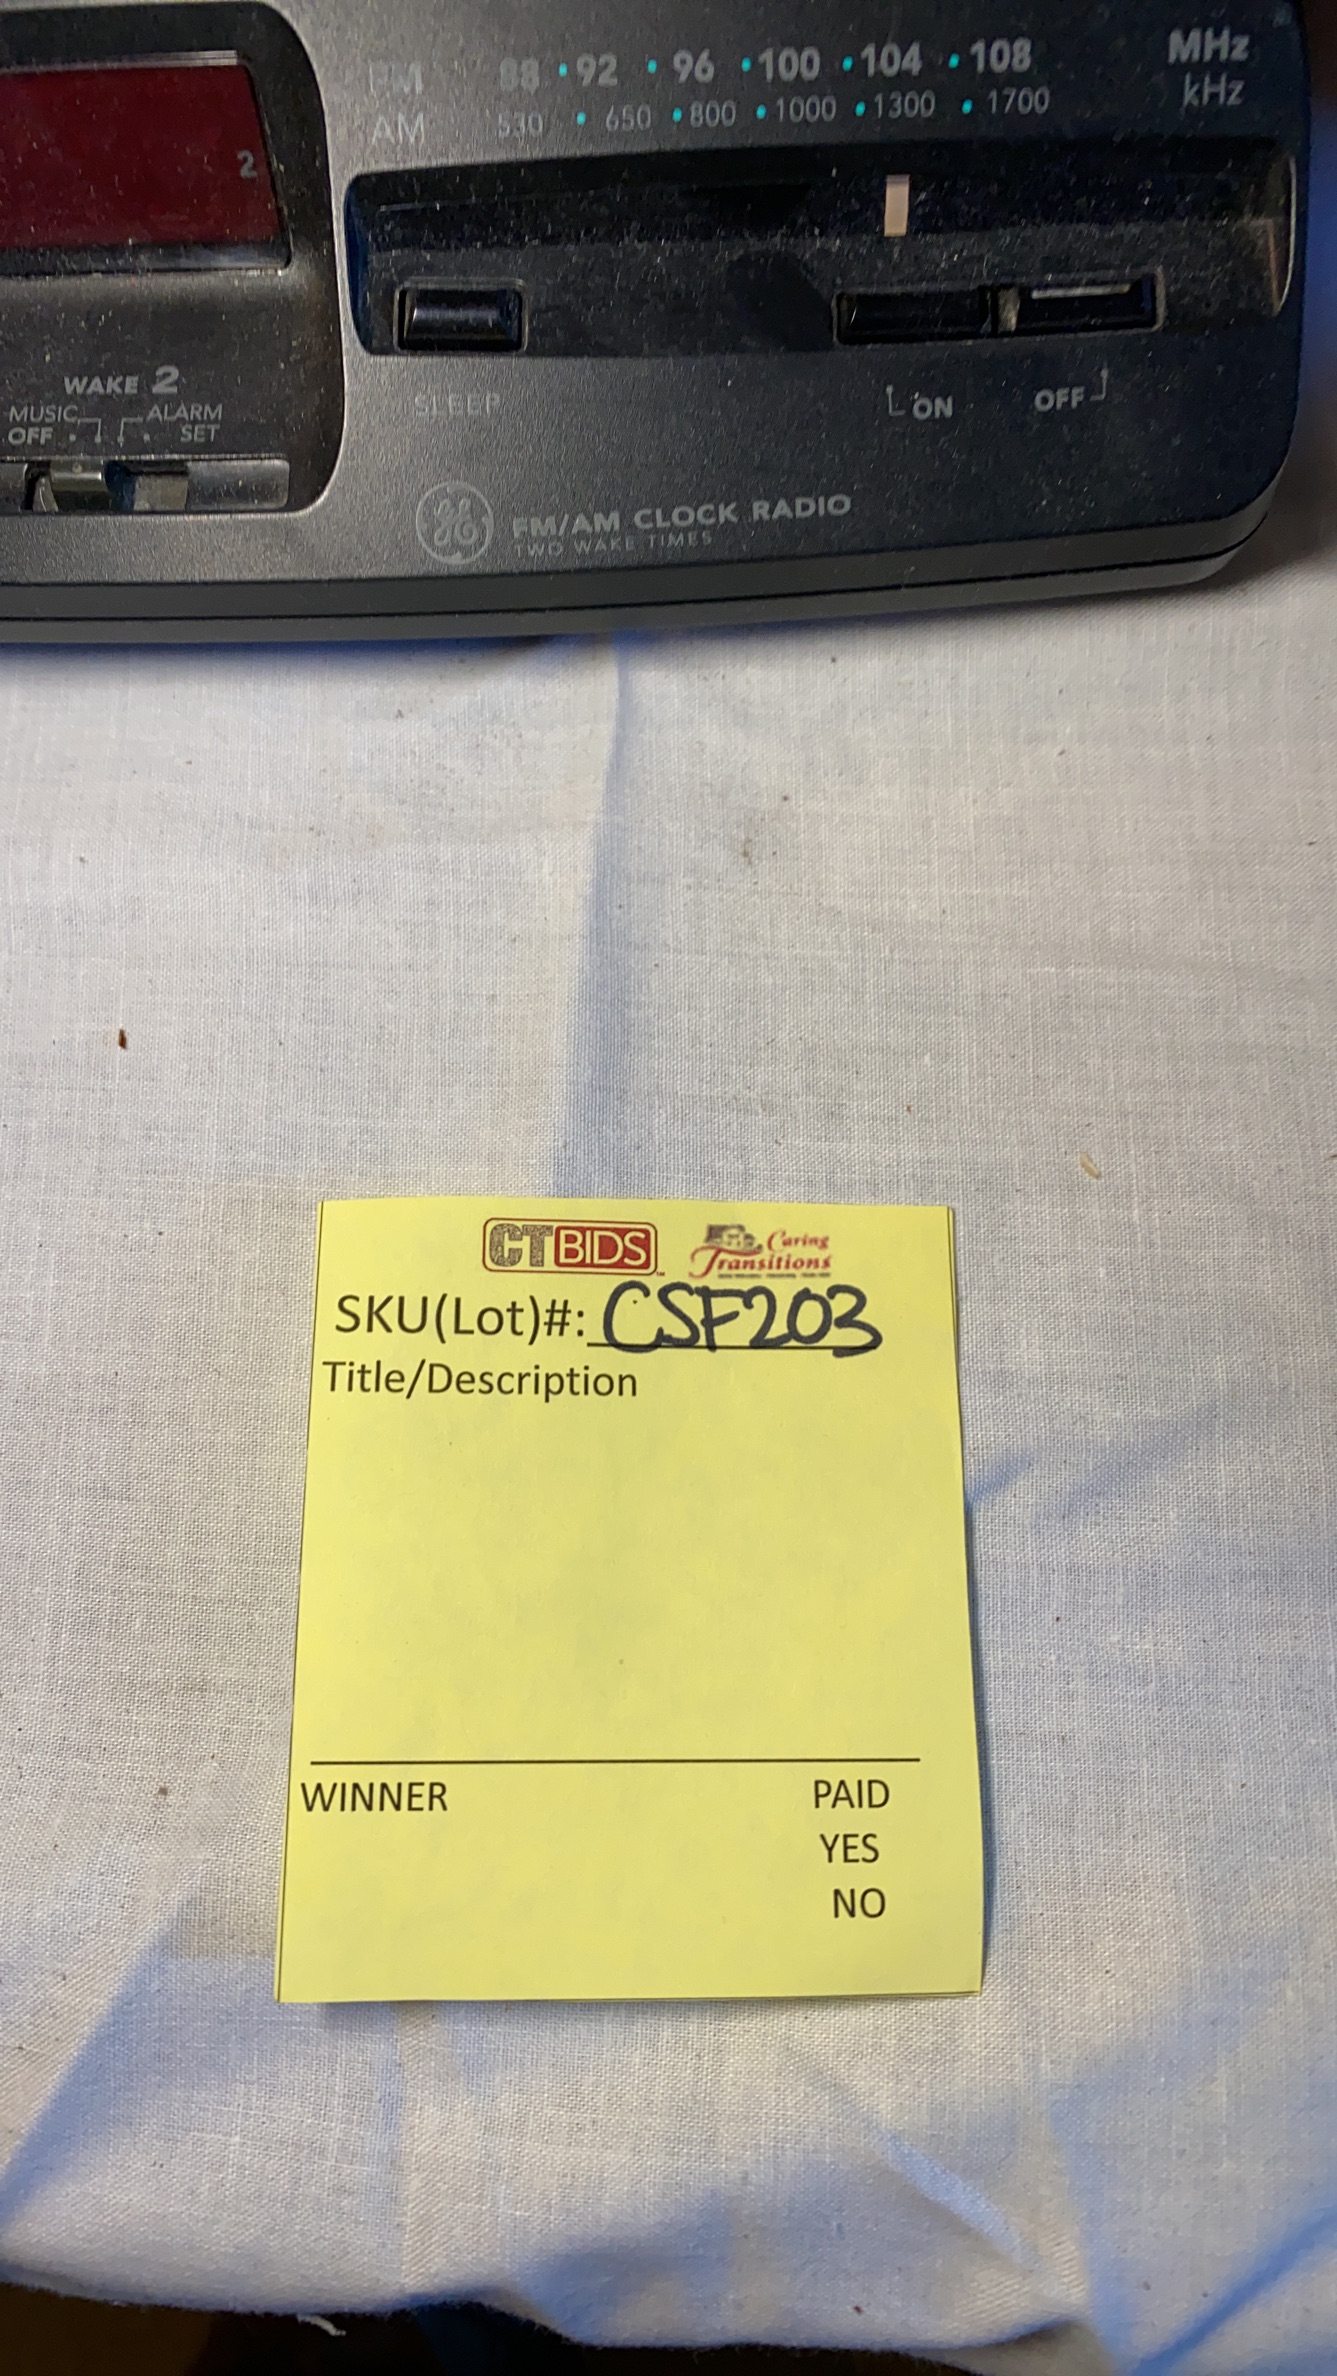 FM 88 • 92 • 96 • 100 • 104 • 108 MHz
AM 530 • 650 • 800 • 1000 • 1300 • 1700 kHz
2
SLEEP
ON
OFF
WAKE 2
MUSIC ALARM
OFF SET
GE FM/AM CLOCK RADIO
TWO WAKE TIMES
CTBIDS Caring Transitions
SKU(Lot)#: CSF203
Title/Description
WINNER PAID
YES
NO